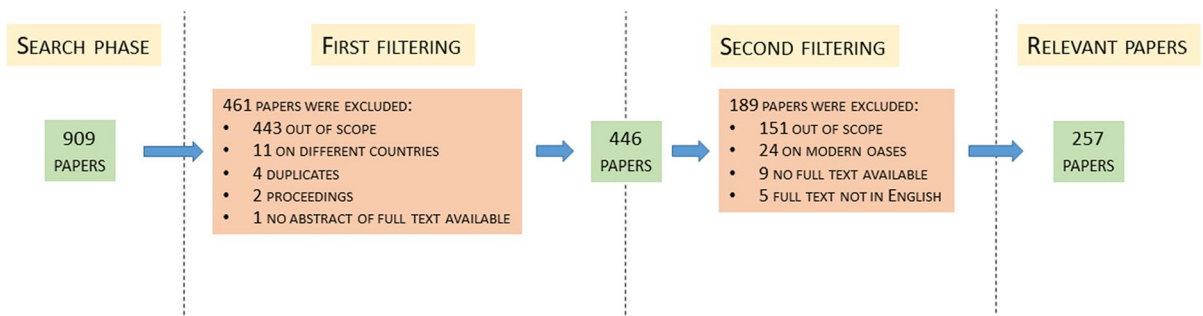 SEARCH PHASE
FIRST FILTERING
SECOND FILTERING
RELEVANT PAPERS
909
PAPERS
461 PAPERS WERE EXCLUDED:
• 443 OUT OF SCOPE
• 11 ON DIFFERENT COUNTRIES
• 4 DUPLICATES
• 2 PROCEEDINGS
• 1 NO ABSTRACT OF FULL TEXT AVAILABLE
446
PAPERS
189 PAPERS WERE EXCLUDED:
• 151 OUT OF SCOPE
• 24 ON MODERN OASES
• 9 NO FULL TEXT AVAILABLE
• 5 FULL TEXT NOT IN ENGLISH
257
PAPERS